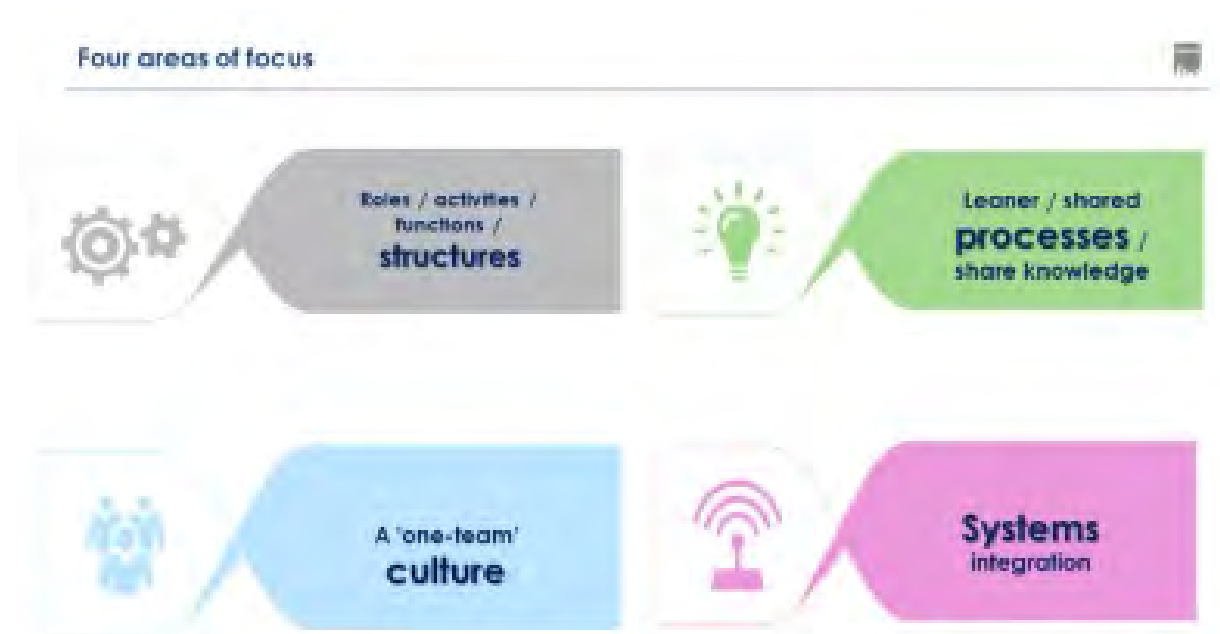 Four areas of focus
Roles / activities /
functions /
structures
Leaner / shared
processes /
share knowledge
A 'one-team'
culture
Systems
integration